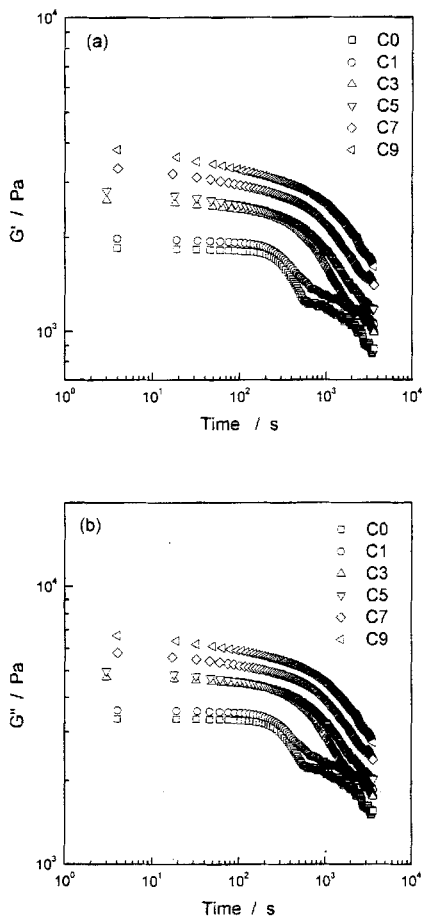 (a)
C0
C1
C3
C5
C7
C9
10⁴
10³
G' / Pa
10⁰ 10¹ 10² 10³ 10⁴
Time / s
(b)
C0
C1
C3
C5
C7
C9
10⁴
10³
G" / Pa
10⁰ 10¹ 10² 10³ 10⁴
Time / s